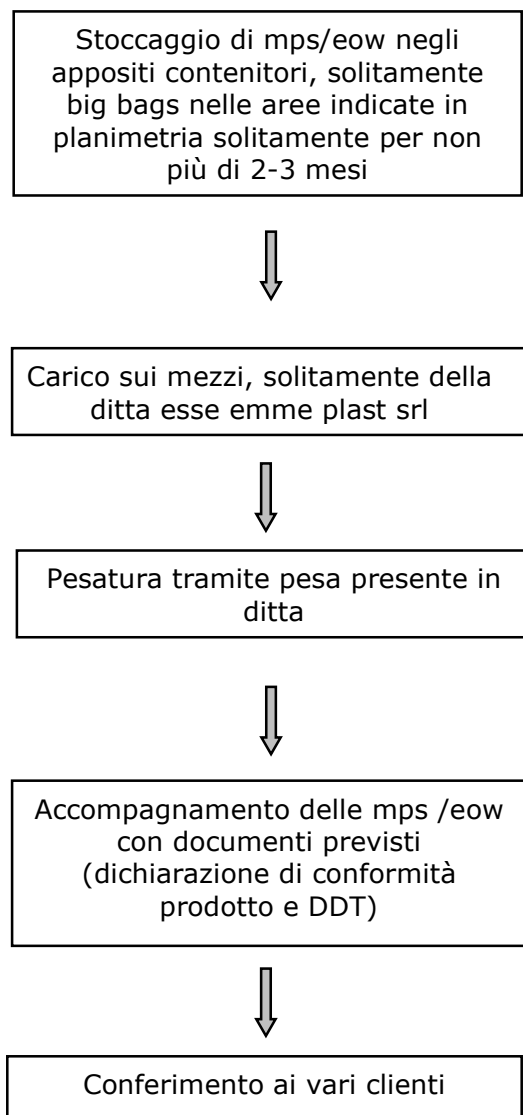 Stoccaggio di mps/eow negli
appositi contenitori, solitamente
big bags nelle aree indicate in
planimetria solitamente per non
più di 2-3 mesi
Carico sui mezzi, solitamente della
ditta esse emme plast srl
Pesatura tramite pesa presente in
ditta
Accompagnamento delle mps /eow
con documenti previsti
(dichiarazione di conformità
prodotto e DDT)
Conferimento ai vari clienti